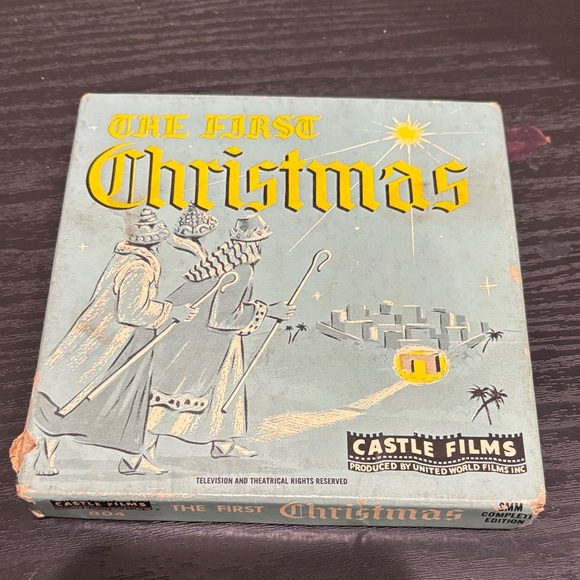 THE FIRST
Christmas
CASTLE FILMS
PRODUCED BY UNITED WORLD FILMS INC
TELEVISION AND THEATRICAL RIGHTS RESERVED
CASTLE FILMS
804
THE FIRST Christmas
8MM
COMPLETE
EDITION